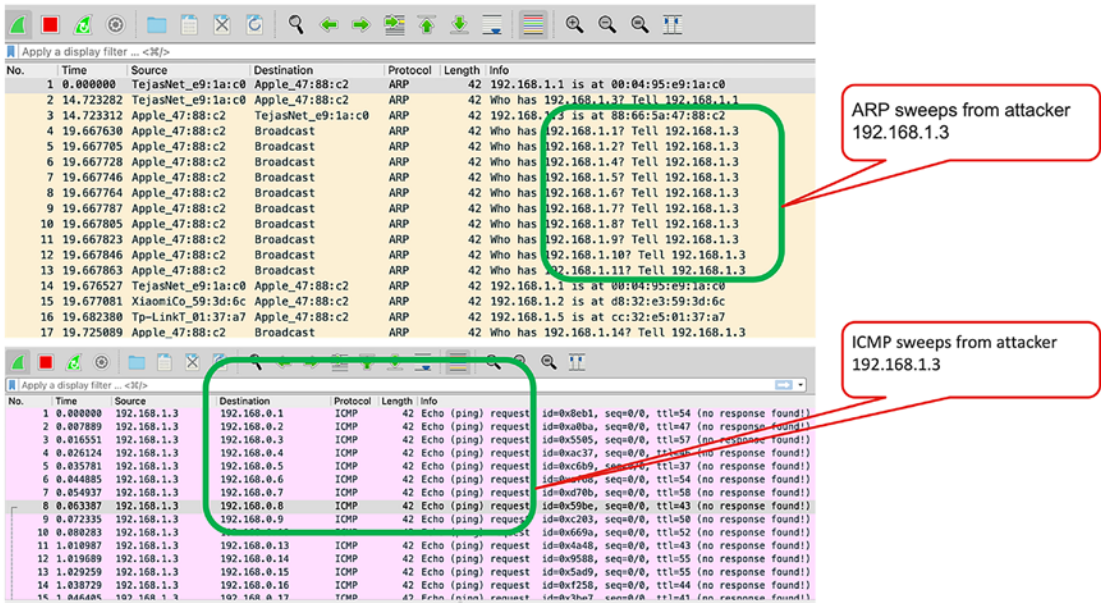 Apply a display filter ... <⌘/>
No. Time Source Destination Protocol Length Info
1 0.000000 TejasNet_e9:1a:c0 Apple_47:88:c2 ARP 42 192.168.1.1 is at 00:04:95:e9:1a:c0
2 14.723282 TejasNet_e9:1a:c0 Apple_47:88:c2 ARP 42 Who has 192.168.1.3? Tell 192.168.1.1
3 14.723312 Apple_47:88:c2 TejasNet_e9:1a:c0 ARP 42 192.168.1.3 is at 88:66:5a:47:88:c2
4 19.667630 Apple_47:88:c2 Broadcast ARP 42 Who has 192.168.1.1? Tell 192.168.1.3
5 19.667705 Apple_47:88:c2 Broadcast ARP 42 Who has 192.168.1.2? Tell 192.168.1.3
6 19.667728 Apple_47:88:c2 Broadcast ARP 42 Who has 192.168.1.4? Tell 192.168.1.3
7 19.667746 Apple_47:88:c2 Broadcast ARP 42 Who has 192.168.1.5? Tell 192.168.1.3
8 19.667764 Apple_47:88:c2 Broadcast ARP 42 Who has 192.168.1.6? Tell 192.168.1.3
9 19.667787 Apple_47:88:c2 Broadcast ARP 42 Who has 192.168.1.7? Tell 192.168.1.3
10 19.667805 Apple_47:88:c2 Broadcast ARP 42 Who has 192.168.1.8? Tell 192.168.1.3
11 19.667823 Apple_47:88:c2 Broadcast ARP 42 Who has 192.168.1.9? Tell 192.168.1.3
12 19.667846 Apple_47:88:c2 Broadcast ARP 42 Who has 192.168.1.10? Tell 192.168.1.3
13 19.667863 Apple_47:88:c2 Broadcast ARP 42 Who has 192.168.1.11? Tell 192.168.1.3
14 19.676527 TejasNet_e9:1a:c0 Apple_47:88:c2 ARP 42 192.168.1.1 is at 00:04:95:e9:1a:c0
15 19.677081 XiaomiCo_59:3d:6c Apple_47:88:c2 ARP 42 192.168.1.2 is at d8:32:e3:59:3d:6c
16 19.682380 Tp-LinkT_01:37:a7 Apple_47:88:c2 ARP 42 192.168.1.5 is at cc:32:e5:01:37:a7
17 19.725089 Apple_47:88:c2 Broadcast ARP 42 Who has 192.168.1.14? Tell 192.168.1.3
ARP sweeps from attacker
192.168.1.3
Apply a display filter ... <⌘/>
No. Time Source Destination Protocol Length Info
1 0.000000 192.168.1.3 192.168.0.1 ICMP 42 Echo (ping) request id=0x8eb1, seq=0/0, ttl=54 (no response found!)
2 0.007889 192.168.1.3 192.168.0.2 ICMP 42 Echo (ping) request id=0xa0ba, seq=0/0, ttl=47 (no response found!)
3 0.016551 192.168.1.3 192.168.0.3 ICMP 42 Echo (ping) request id=0x5505, seq=0/0, ttl=57 (no response found!)
4 0.026124 192.168.1.3 192.168.0.4 ICMP 42 Echo (ping) request id=0xac37, seq=0/0, (no response found!)
5 0.035781 192.168.1.3 192.168.0.5 ICMP 42 Echo (ping) request id=0xc6b9, ttl=37 (no response found!)
6 0.044885 192.168.1.3 192.168.0.6 ICMP 42 Echo (ping) request seq=0/0, ttl=54 (no response found!)
7 0.054937 192.168.1.3 192.168.0.7 ICMP 42 Echo (ping) request id=0xd70b, seq=0/0, ttl=58 (no response found!)
8 0.063387 192.168.1.3 192.168.0.8 ICMP 42 Echo (ping) request id=0x59be, seq=0/0, ttl=43 (no response found!)
9 0.072335 192.168.1.3 192.168.0.9 ICMP 42 Echo (ping) request id=0xc203, seq=0/0, ttl=50 (no response found!)
10 0.080283 192.168.1.3 ICMP 42 Echo (ping) request id=0x669a, seq=0/0, ttl=52 (no response found!)
11 1.010987 192.168.1.3 192.168.0.13 ICMP 42 Echo (ping) request id=0x4a48, seq=0/0, ttl=43 (no response found!)
12 1.019689 192.168.1.3 192.168.0.14 ICMP 42 Echo (ping) request id=0x9588, seq=0/0, ttl=55 (no response found!)
13 1.029259 192.168.1.3 192.168.0.15 ICMP 42 Echo (ping) request id=0x5ad9, seq=0/0, ttl=55 (no response found!)
14 1.038729 192.168.1.3 192.168.0.16 ICMP 42 Echo (ping) request id=0xf258, seq=0/0, ttl=44 (no response found!)
15 1.046405 192.168.1.3 192.168.0.17 ICMP 42 Echo (ping) request id=0x3be7, seq=0/0, ttl=41 (no response found!)
ICMP sweeps from attacker
192.168.1.3